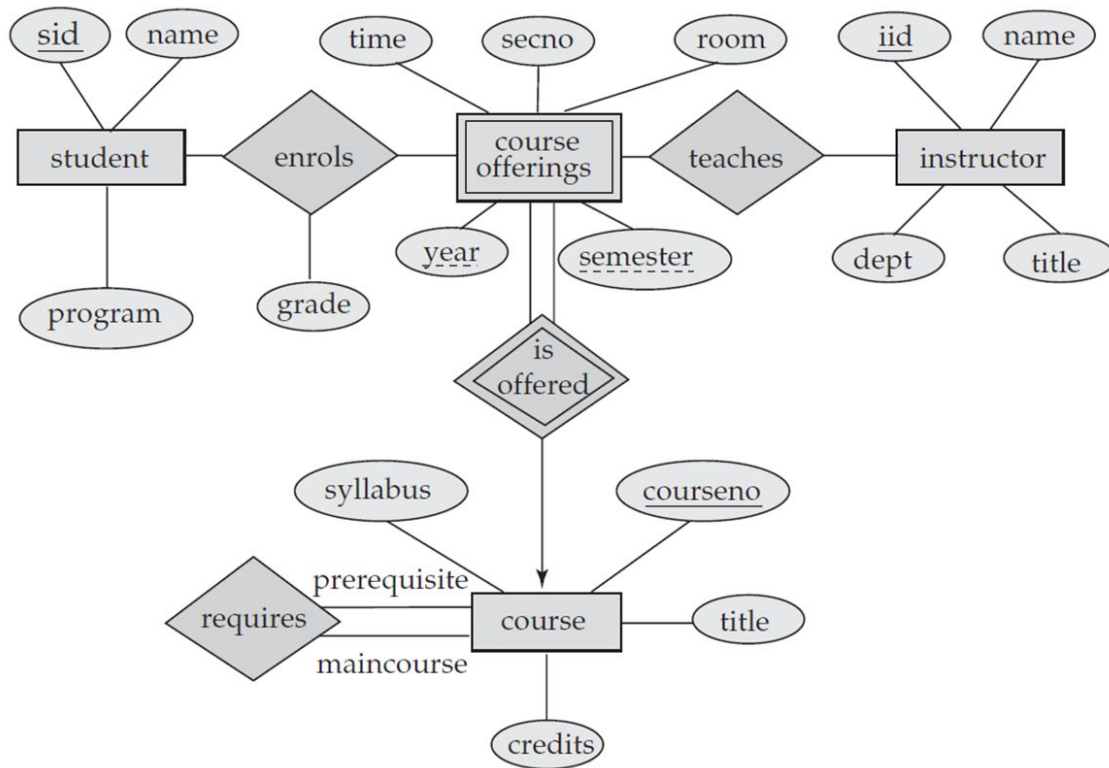 sid
name
time
secno
room
iid
name
student
enrols
course
offerings
teaches
instructor
year
semester
dept
title
program
grade
is
offered
syllabus
courseno
prerequisite
requires
course
title
maincourse
credits